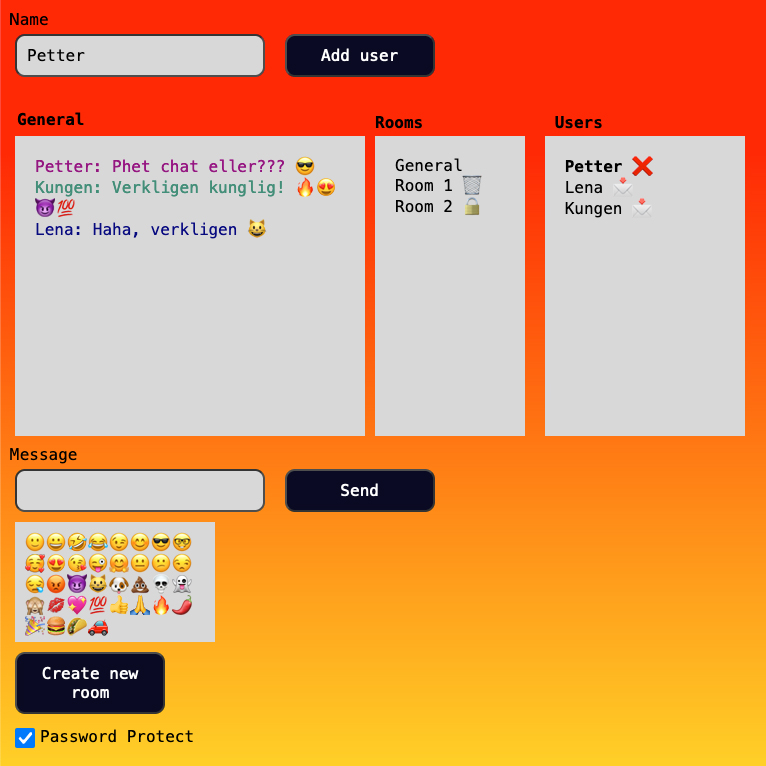 Name
Petter
Add user
General
Rooms
Users
Petter: Phet chat eller??? 😎
Kungen: Verkligen kunglig! 🔥😍
😈💯
Lena: Haha, verkligen 😺
General
Room 1 🗑️
Room 2 🔒
Petter ❌
Lena 📩
Kungen 📩
Message
Send
🙂😀🤣😂😉😊😎🤓
🥰😍😘😜🤗😐😕😒
😪😡😈😺🐶💩💀👻
🙈💋💖💯👍🙏🔥🌶️
🎉🍔🌮🚗
Create new
room
Password Protect